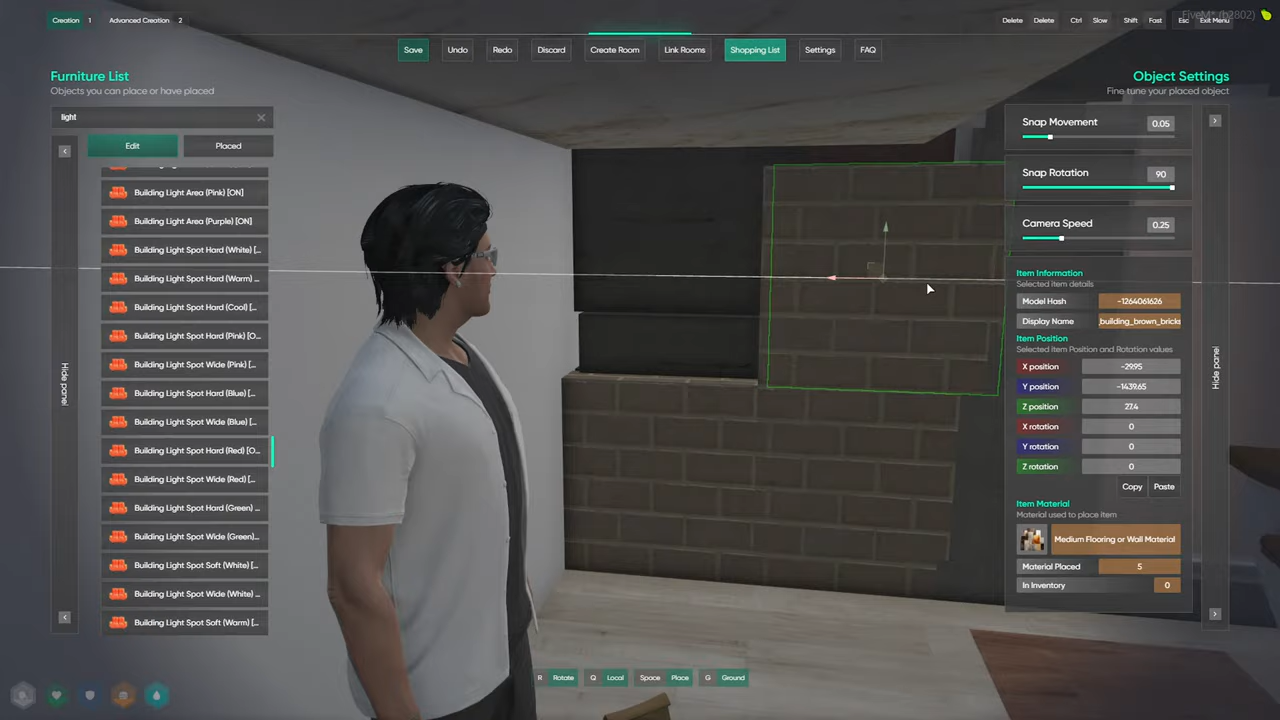 Creation 1 Advanced Creation 2
Delete Delete Ctrl Slow Shift Fast Esc Exit Menu
FiveM* (b2802)
Save Undo Redo Discard Create Room Link Rooms Shopping List Settings FAQ
Furniture List
Objects you can place or have placed
light
Edit Placed
Building Light Area (Pink) [ON]
Building Light Area (Purple) [ON]
Building Light Spot Hard (White) [...
Building Light Spot Hard (Warm) [...
Building Light Spot Hard (Cool) [...
Building Light Spot Hard (Pink) [O...
Building Light Spot Wide (Pink) [...
Building Light Spot Hard (Blue) [...
Building Light Spot Wide (Blue) [...
Building Light Spot Hard (Red) [O...
Building Light Spot Wide (Red) [...
Building Light Spot Hard (Green) [...
Building Light Spot Wide (Green)...
Building Light Spot Soft (White) [...
Building Light Spot Wide (White) ...
Building Light Spot Soft (Warm) [...
Hide panel
Object Settings
Fine tune your placed object
Snap Movement 0.05
Snap Rotation 90
Camera Speed 0.25
Item Information
Selected item details
Model Hash -1264061626
Display Name building_brown_bricks
Item Position
Selected item Position and Rotation values
X position -29.95
Y position -1439.65
Z position 27.4
X rotation 0
Y rotation 0
Z rotation 0
Copy Paste
Item Material
Material used to place item
Medium Flooring or Wall Material
Material Placed 5
In Inventory 0
Hide panel
R Rotate Q Local Space Place G Ground